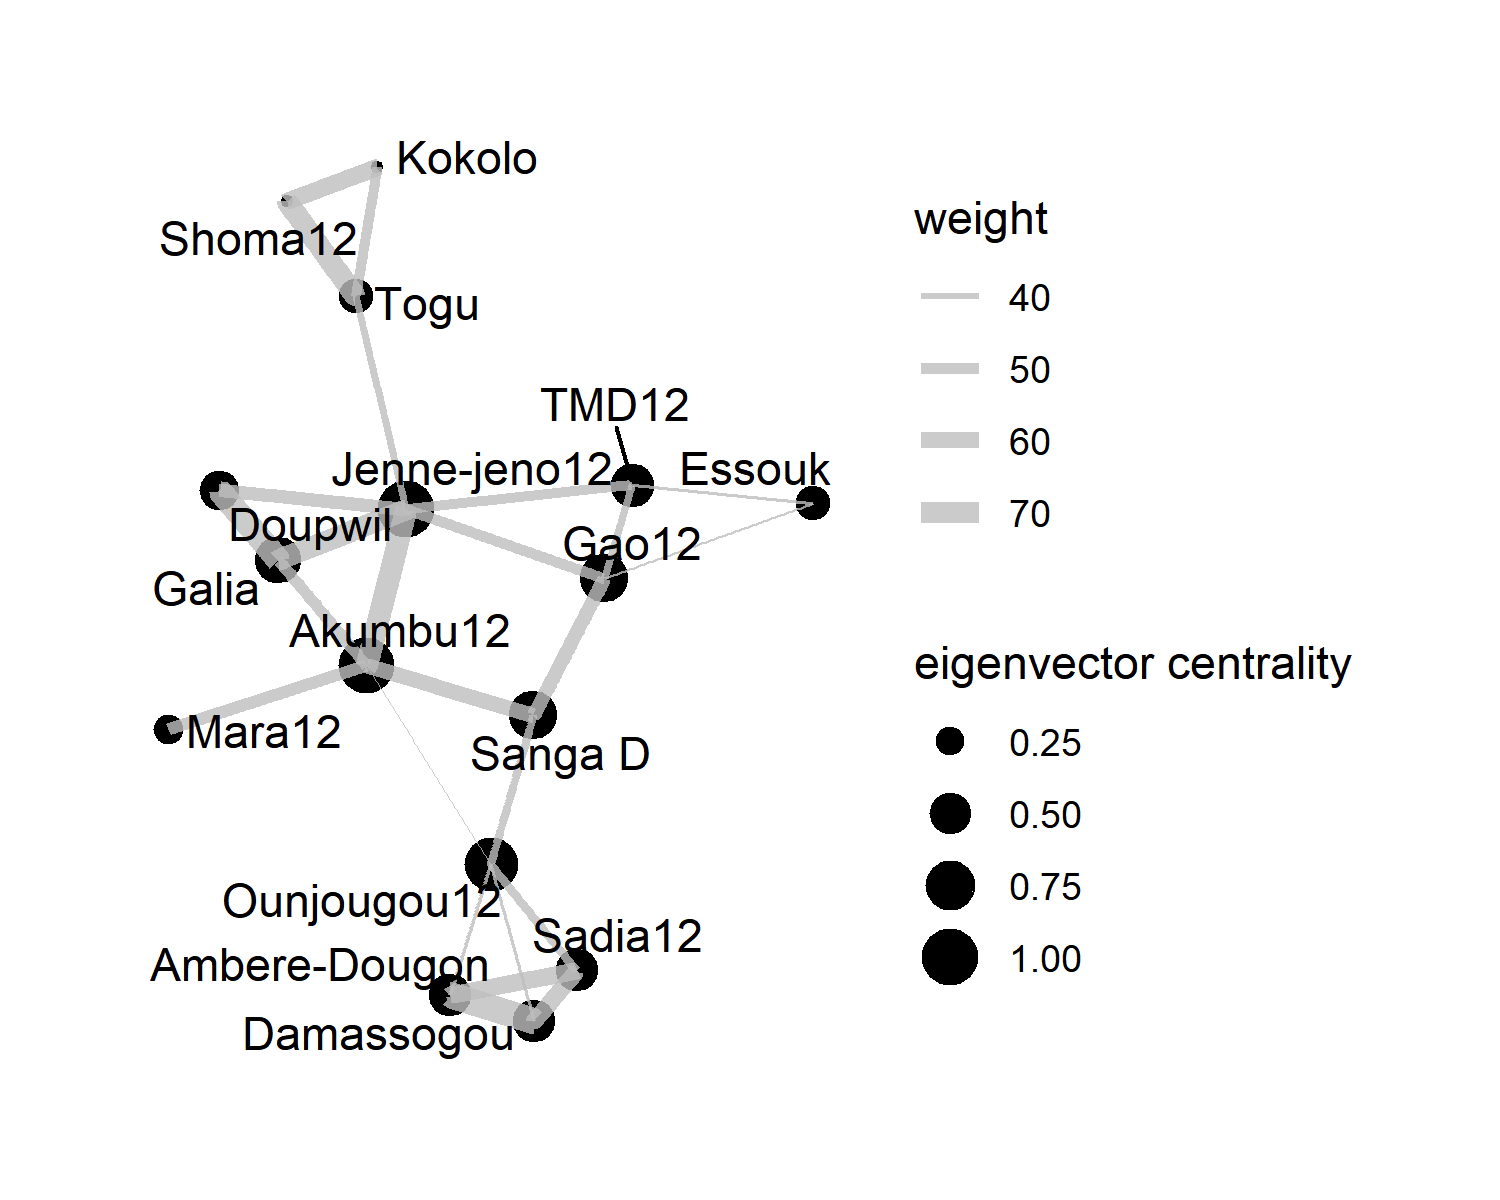 Kokolo
Shoma12
Togu
TMD12
Jenne-jeno12
Essouk
Doupwil
Gao12
Galia
Akumbu12
Mara12
Sanga D
Ounjougou12
Sadia12
Ambere-Dougon
Damassogou
weight
40
50
60
70
eigenvector centrality
0.25
0.50
0.75
1.00